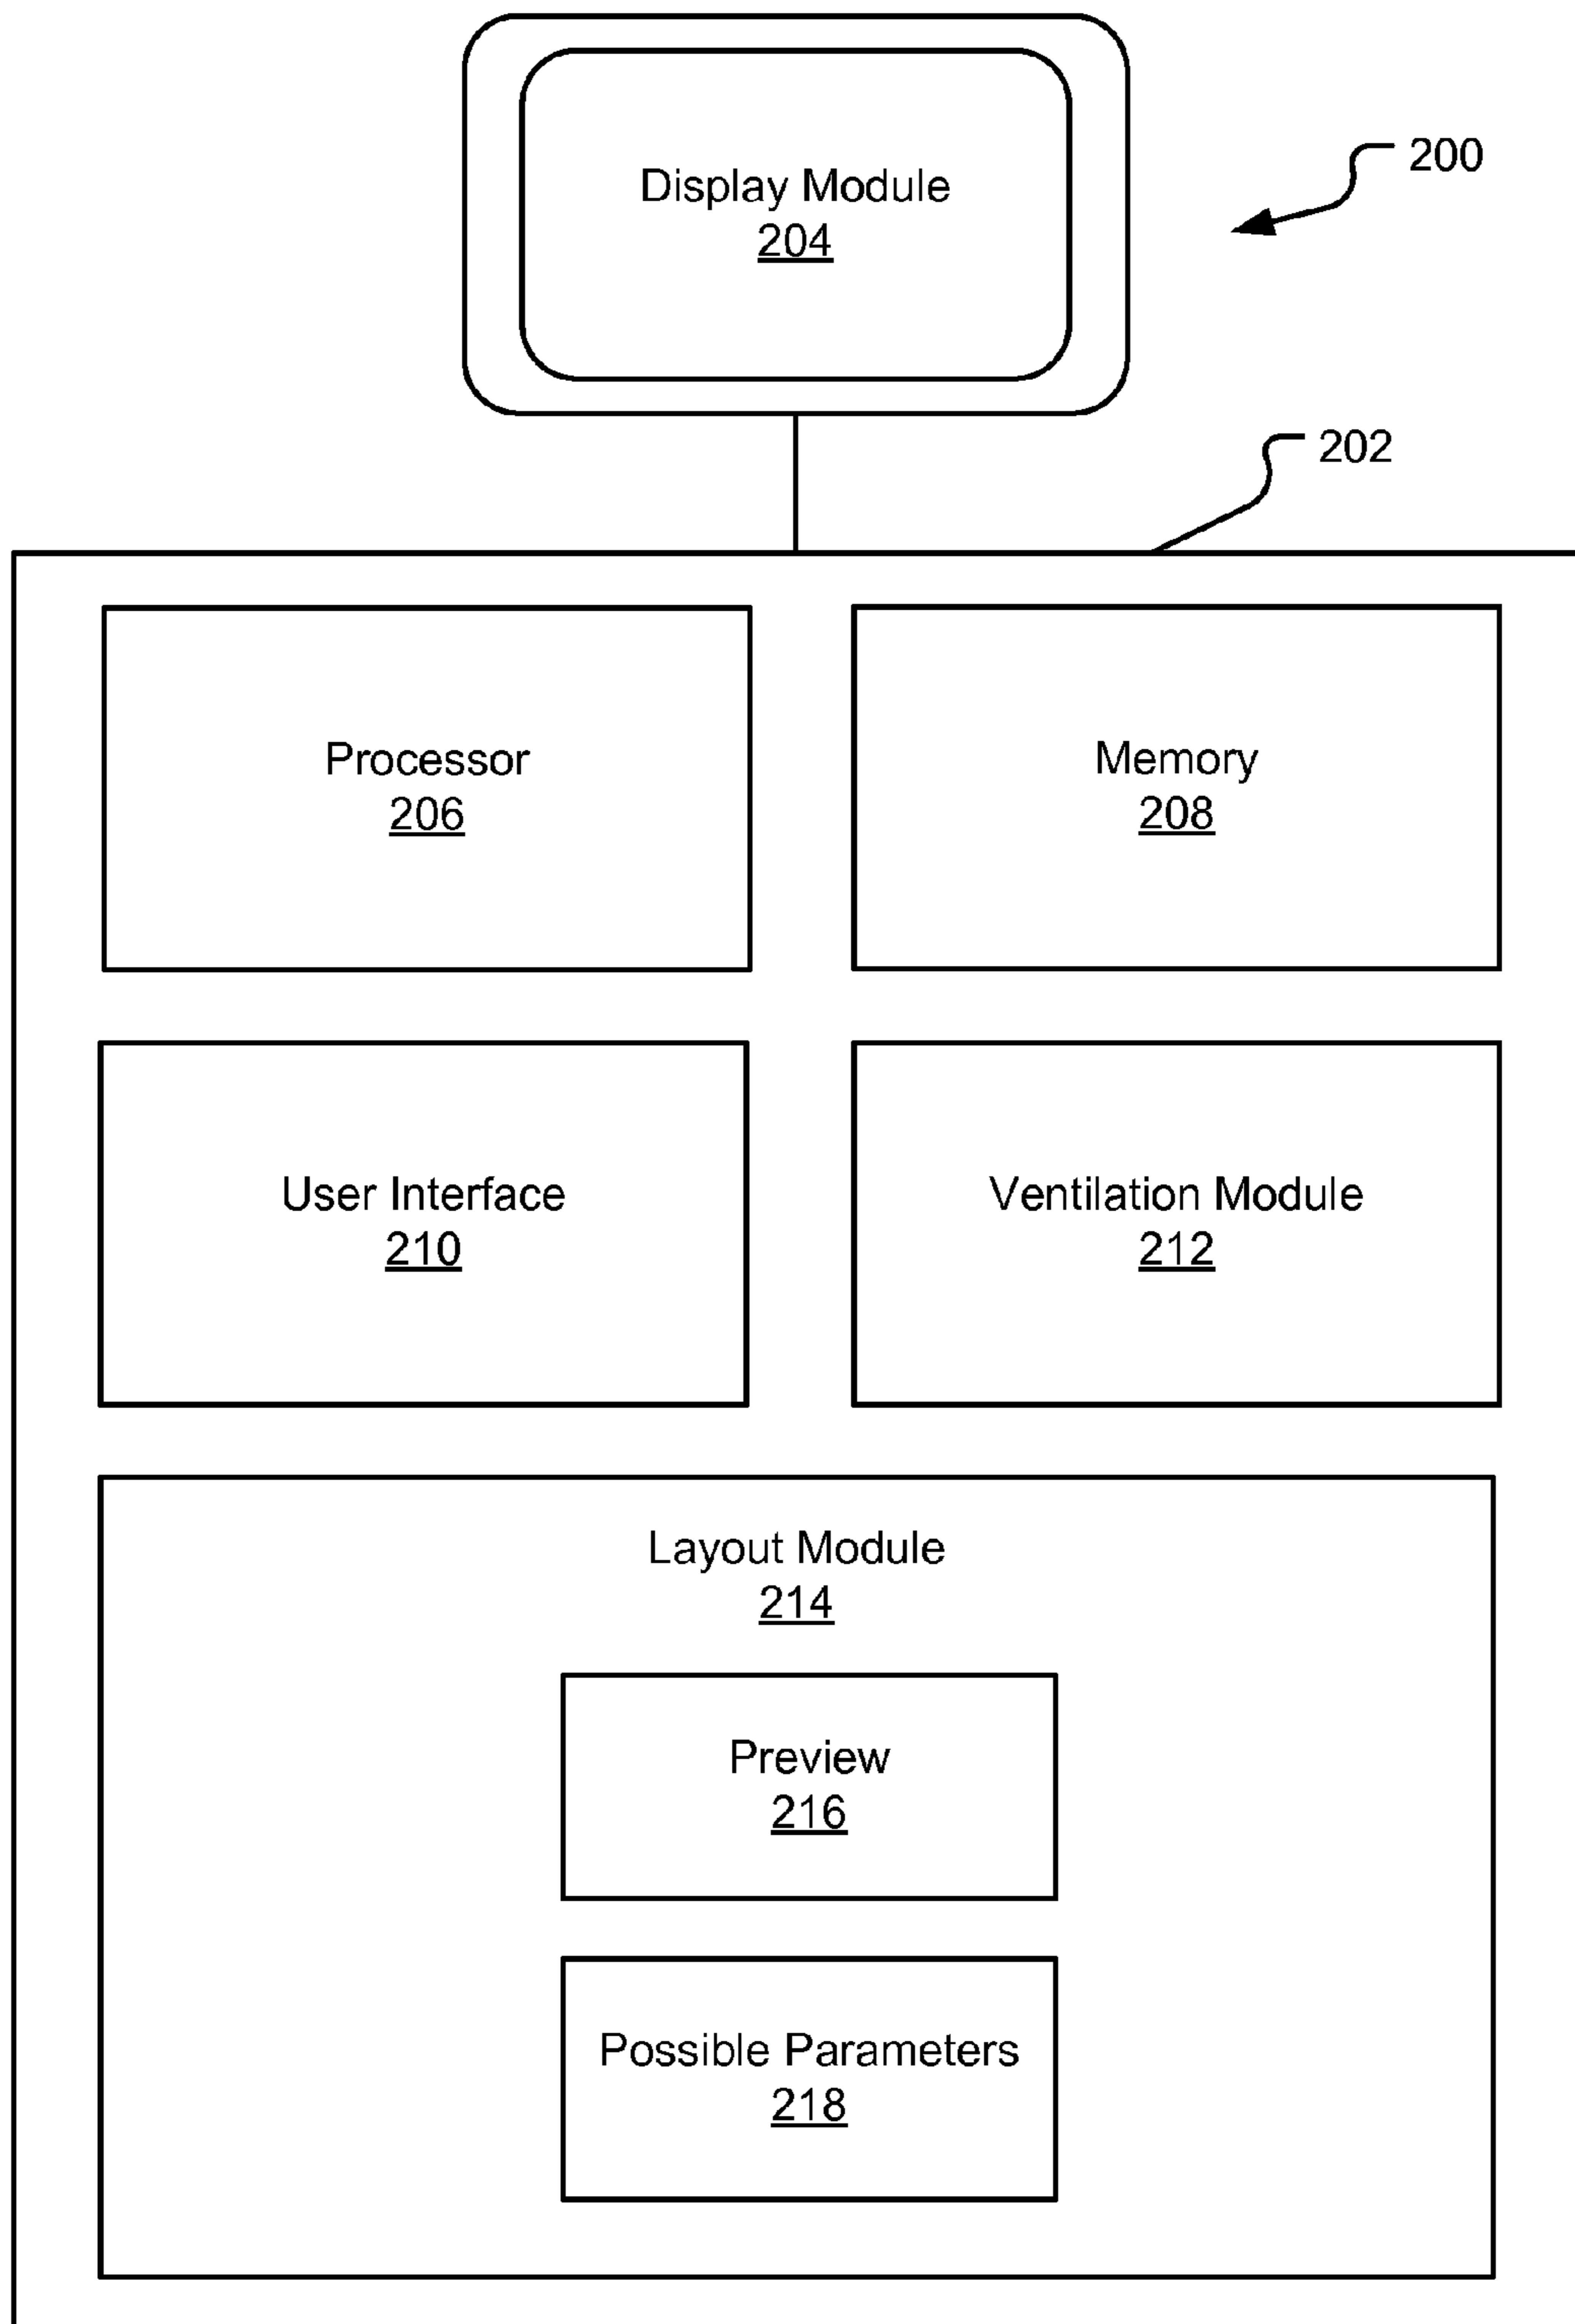 Display Module
204
200
202
Processor
206
Memory
208
User Interface
210
Ventilation Module
212
Layout Module
214
Preview
216
Possible Parameters
218